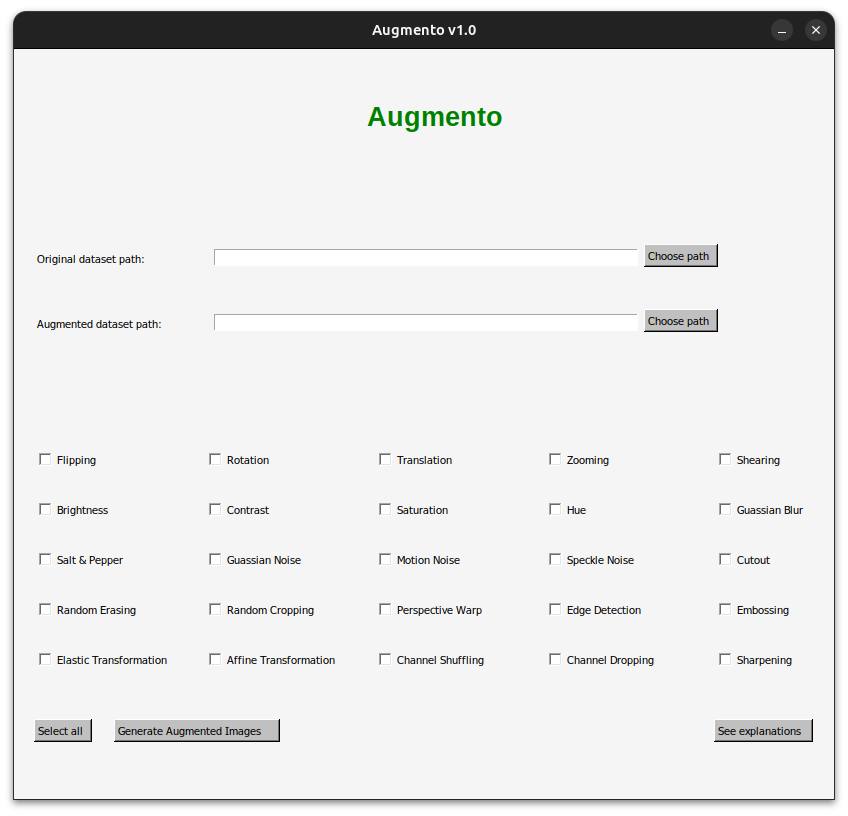 Augmento v1.0
Augmento
Original dataset path: Choose path
Augmented dataset path: Choose path
Flipping Rotation Translation Zooming Shearing
Brightness Contrast Saturation Hue Guassian Blur
Salt & Pepper Guassian Noise Motion Noise Speckle Noise Cutout
Random Erasing Random Cropping Perspective Warp Edge Detection Embossing
Elastic Transformation Affine Transformation Channel Shuffling Channel Dropping Sharpening
Select all Generate Augmented Images See explanations